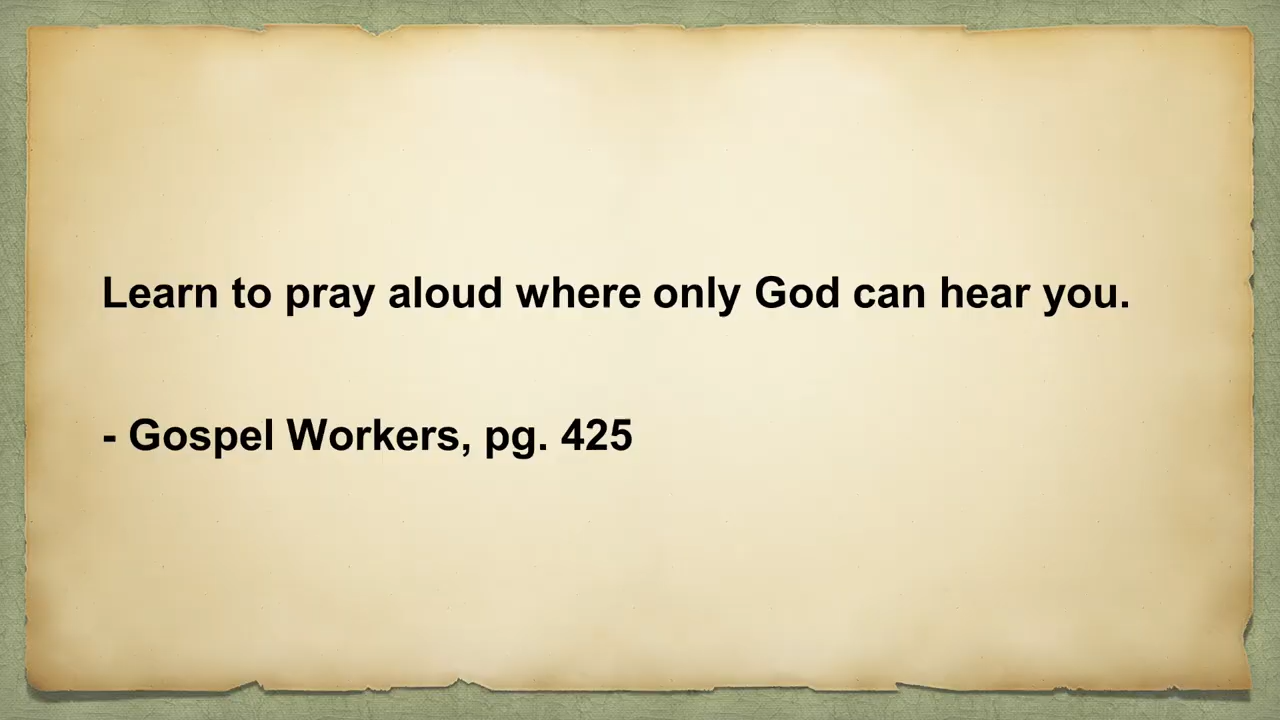 Learn to pray aloud where only God can hear you.
- Gospel Workers, pg. 425